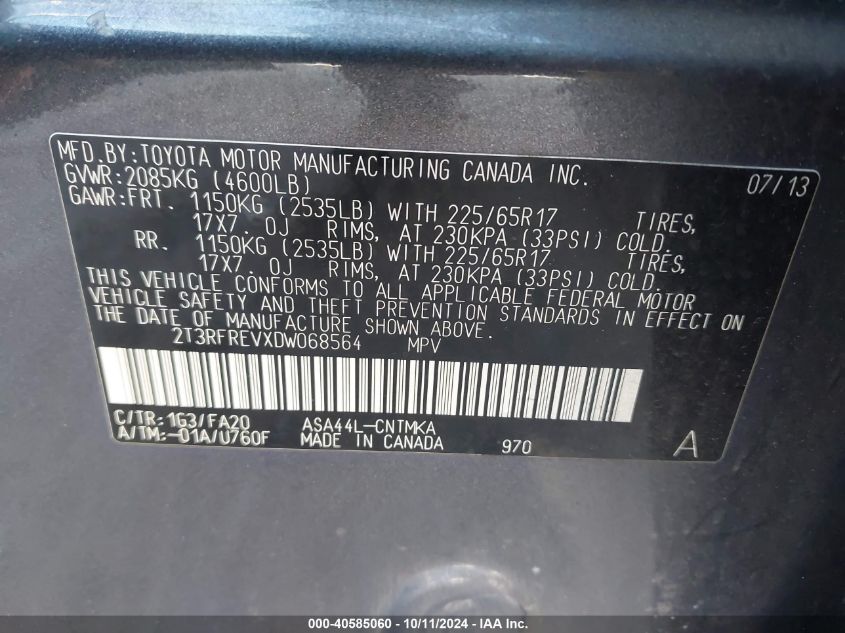 MFD.BY:TOYOTA MOTOR MANUFACTURING CANADA INC. 07/13
GVWR:2085KG (4600LB)
GAWR:FRT. 1150KG (2535LB) WITH 225/65R17 TIRES,
17X7.0J RIMS, AT 230KPA (33PSI) COLD.
RR. 1150KG (2535LB) WITH 225/65R17 TIRES,
17X7.0J RIMS, AT 230KPA (33PSI) COLD.
THIS VEHICLE CONFORMS TO ALL APPLICABLE FEDERAL MOTOR
VEHICLE SAFETY AND THEFT PREVENTION STANDARDS IN EFFECT ON
THE DATE OF MANUFACTURE SHOWN ABOVE.
2T3RFREVXDW068564 MPV
C/TR:1G3/FA20 ASA44L-CNTMKA
A/TM:-01A/U760F MADE IN CANADA 970 A
000-40585060 - 10/11/2024 - IAA Inc.